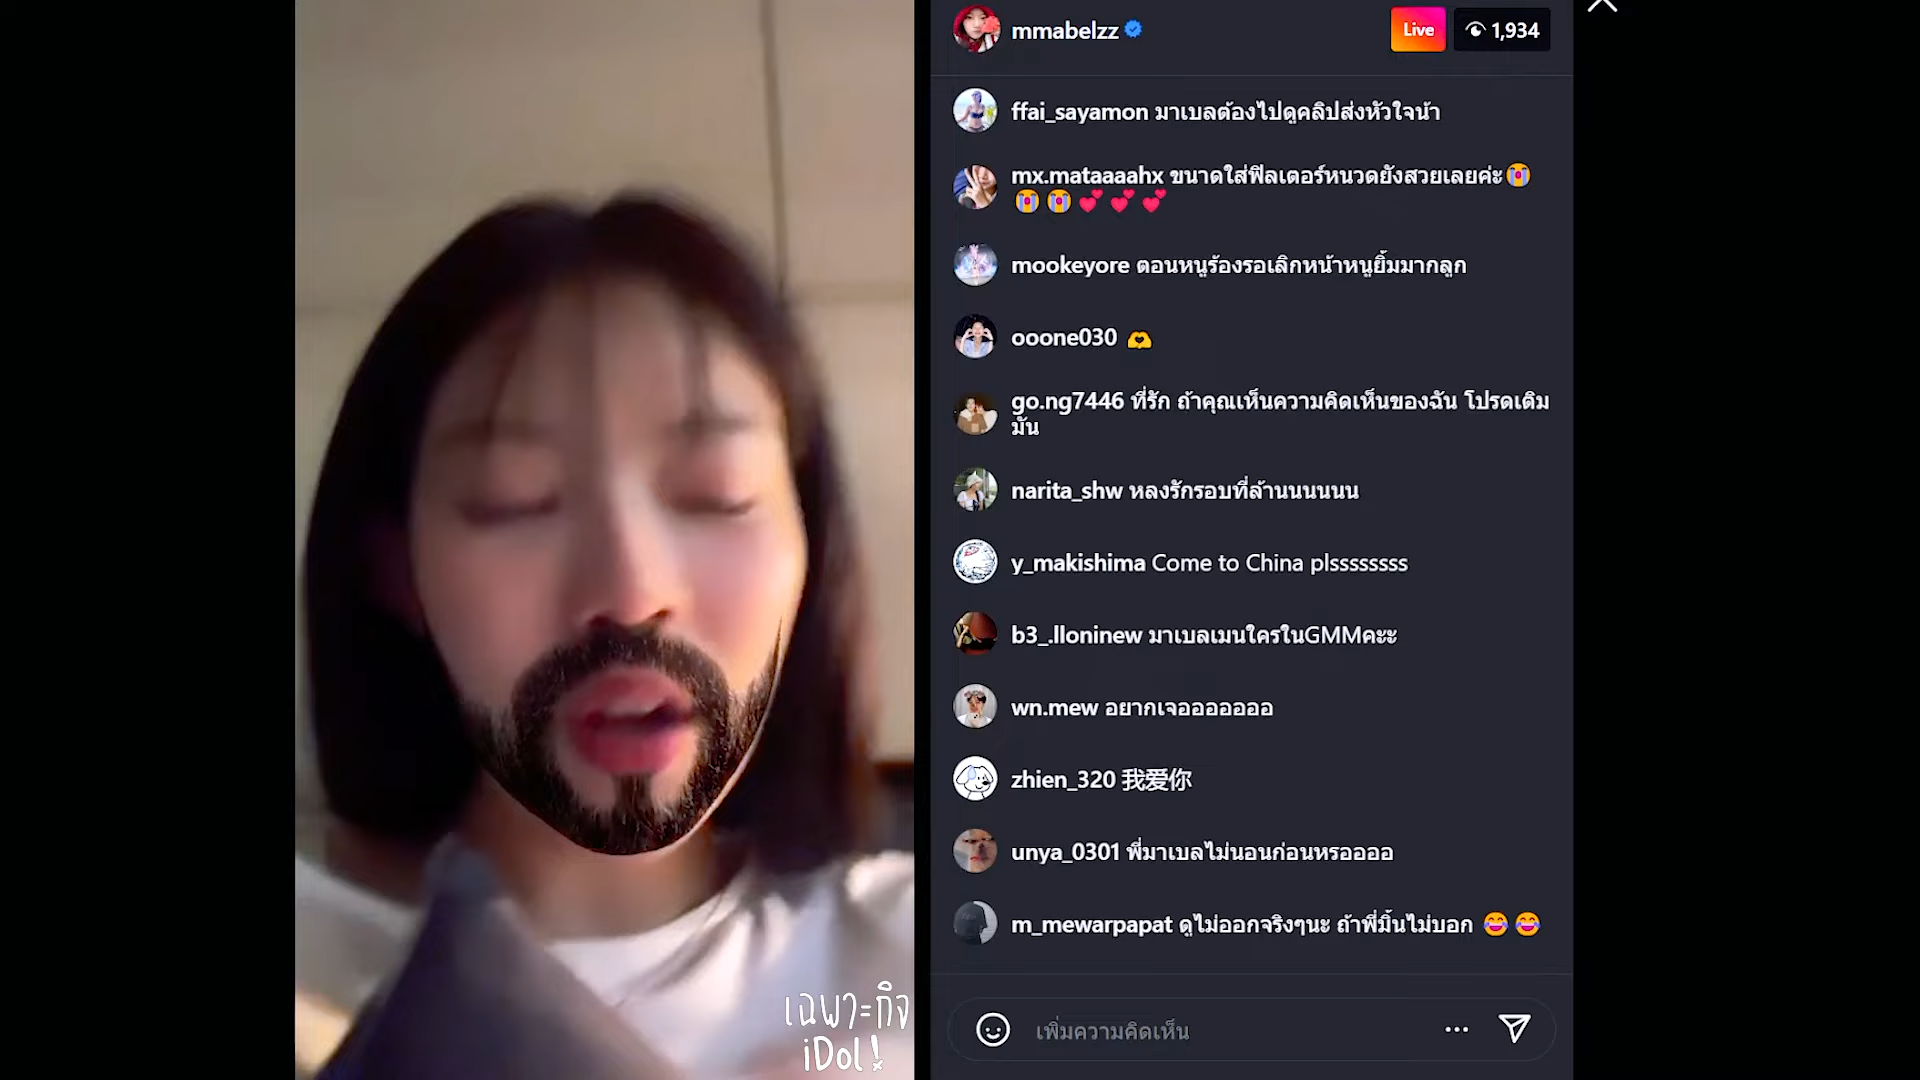 mmabelzz
Live
1,934
ffai_sayamon มาเบลต้องไปดูคลิปส่งหัวใจน้า
mx.mataaaahx ขนาดใส่ฟิลเตอร์หนวดยังสวยเลยค่ะ😭
😭😭💕💕💕
mookeyore ตอนหนูร้องรอเลิกหน้าหนูยิ้มมากลูก
ooone030 🫶
go.ng7446 ที่รัก ถ้าคุณเห็นความคิดเห็นของฉัน โปรดเติม
มัน
narita_shw หลงรักรอบที่ล้านนนนนน
y_makishima Come to China plssssssss
b3_.lloninew มาเบลเมนใครในGMMคะะ
wn.mew อยากเจอออออออ
zhien_320 我爱你
unya_0301 พี่มาเบลไม่นอนก่อนหรออออ
m_mewarpapat ดูไม่ออกจริงๆนะ ถ้าพี่มิ้นไม่บอก 😂😂
เพิ่มความคิดเห็น
เฉพาะกิจ
iDol!